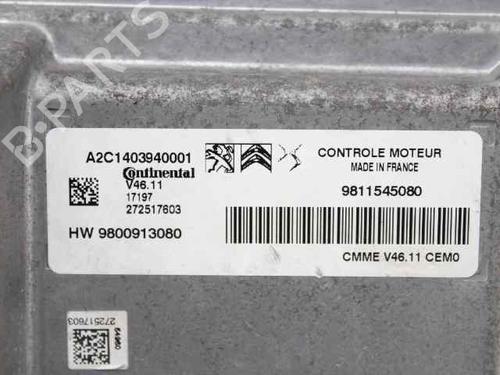 B-PARTS
A2C1403940001
Continental
V46.11
17197
272517603
HW 9800913080
CONTROLE MOTEUR
MADE IN FRANCE
9811545080
CMME V46.11 CEM0
64960
272517603